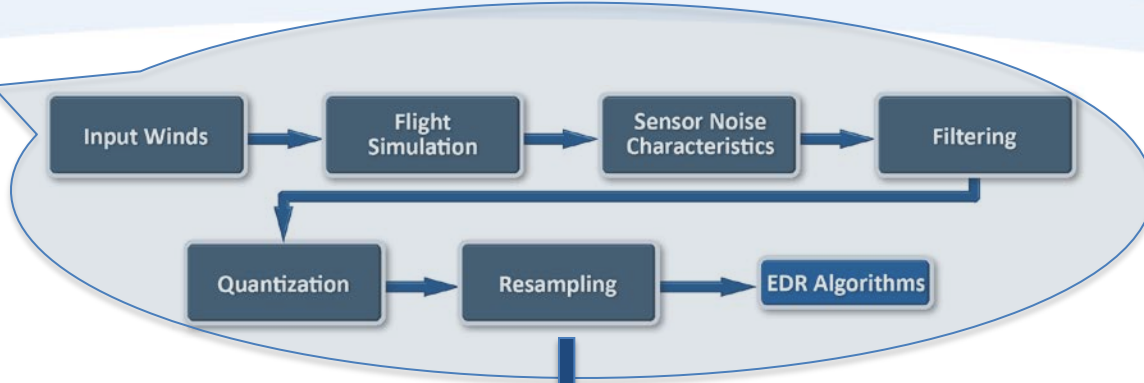 Input Winds
Flight
Simulation
Sensor Noise
Characteristics
Filtering
Quantization
Resampling
EDR Algorithms